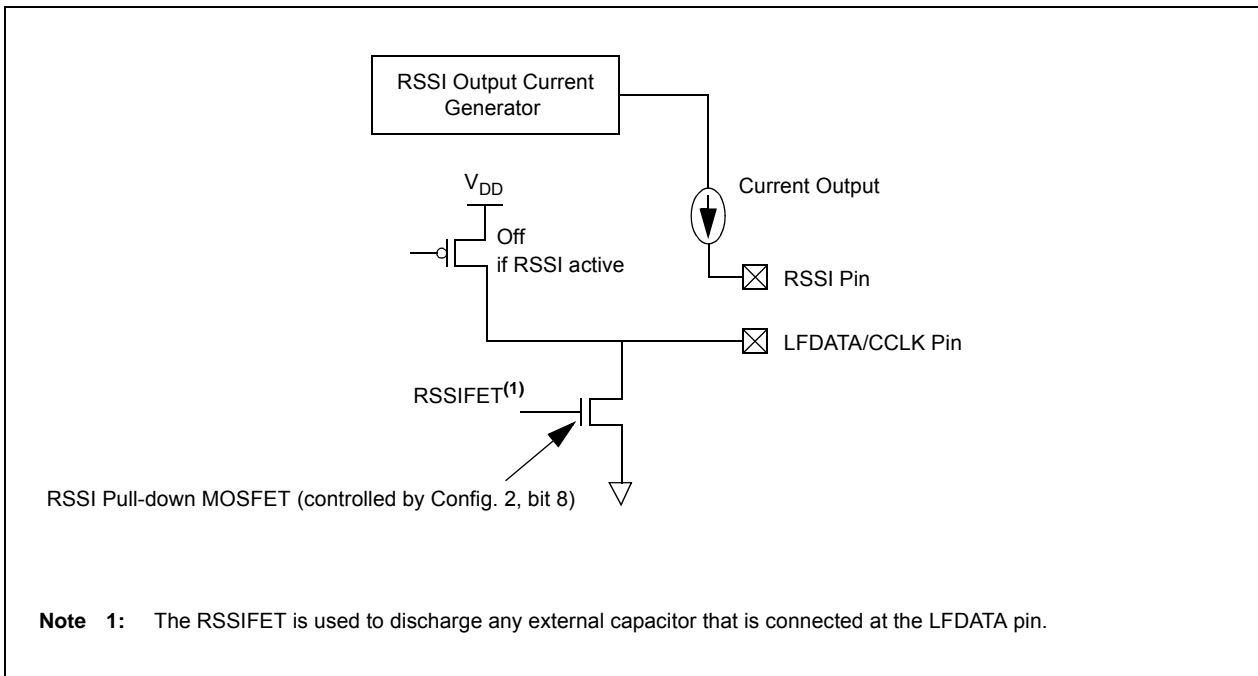 RSSI Output Current
Generator
V_DD
Current Output
Off
if RSSI active
RSSI Pin
LFDATA/CCLK Pin
RSSIFET(1)
RSSI Pull-down MOSFET (controlled by Config. 2, bit 8)
Note 1: The RSSIFET is used to discharge any external capacitor that is connected at the LFDATA pin.